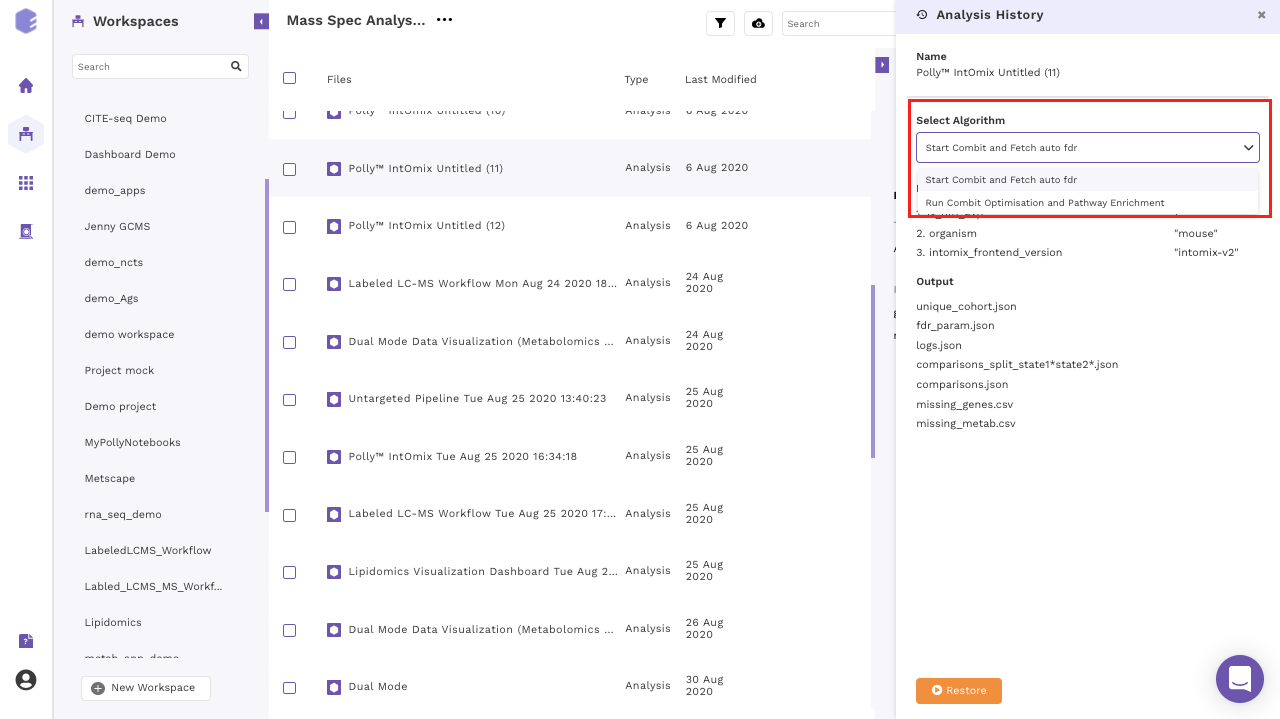 Workspaces
Search
CITE-seq Demo
Dashboard Demo
demo_apps
Jenny GCMS
demo_ncts
demo_Ags
demo workspace
Project mock
Demo project
MyPollyNotebooks
Metscape
rna_seq_demo
LabeledLCMS_Workflow
Labled_LCMS_MS_Workf...
Lipidomics
New Workspace
Mass Spec Analys... •••
Search
Files Type Last Modified
Polly™ IntOmix Untitled (10) Analysis 6 Aug 2020
Polly™ IntOmix Untitled (11) Analysis 6 Aug 2020
Polly™ IntOmix Untitled (12) Analysis 6 Aug 2020
Labeled LC-MS Workflow Mon Aug 24 2020 18... Analysis 24 Aug
2020
Dual Mode Data Visualization (Metabolomics ... Analysis 24 Aug
2020
Untargeted Pipeline Tue Aug 25 2020 13:40:23 Analysis 25 Aug
2020
Polly™ IntOmix Tue Aug 25 2020 16:34:18 Analysis 25 Aug
2020
Labeled LC-MS Workflow Tue Aug 25 2020 17:... Analysis 25 Aug
2020
Lipidomics Visualization Dashboard Tue Aug 2... Analysis 25 Aug
2020
Dual Mode Data Visualization (Metabolomics ... Analysis 26 Aug
2020
Dual Mode Analysis 30 Aug
2020
Analysis History
Name
Polly™ IntOmix Untitled (11)
Select Algorithm
Start Combit and Fetch auto fdr
Start Combit and Fetch auto fdr
Run Combit Optimisation and Pathway Enrichment
2. organism "mouse"
3. intomix_frontend_version "intomix-v2"
Output
unique_cohort.json
fdr_param.json
logs.json
comparisons_split_state1*state2*.json
comparisons.json
missing_genes.csv
missing_metab.csv
Restore